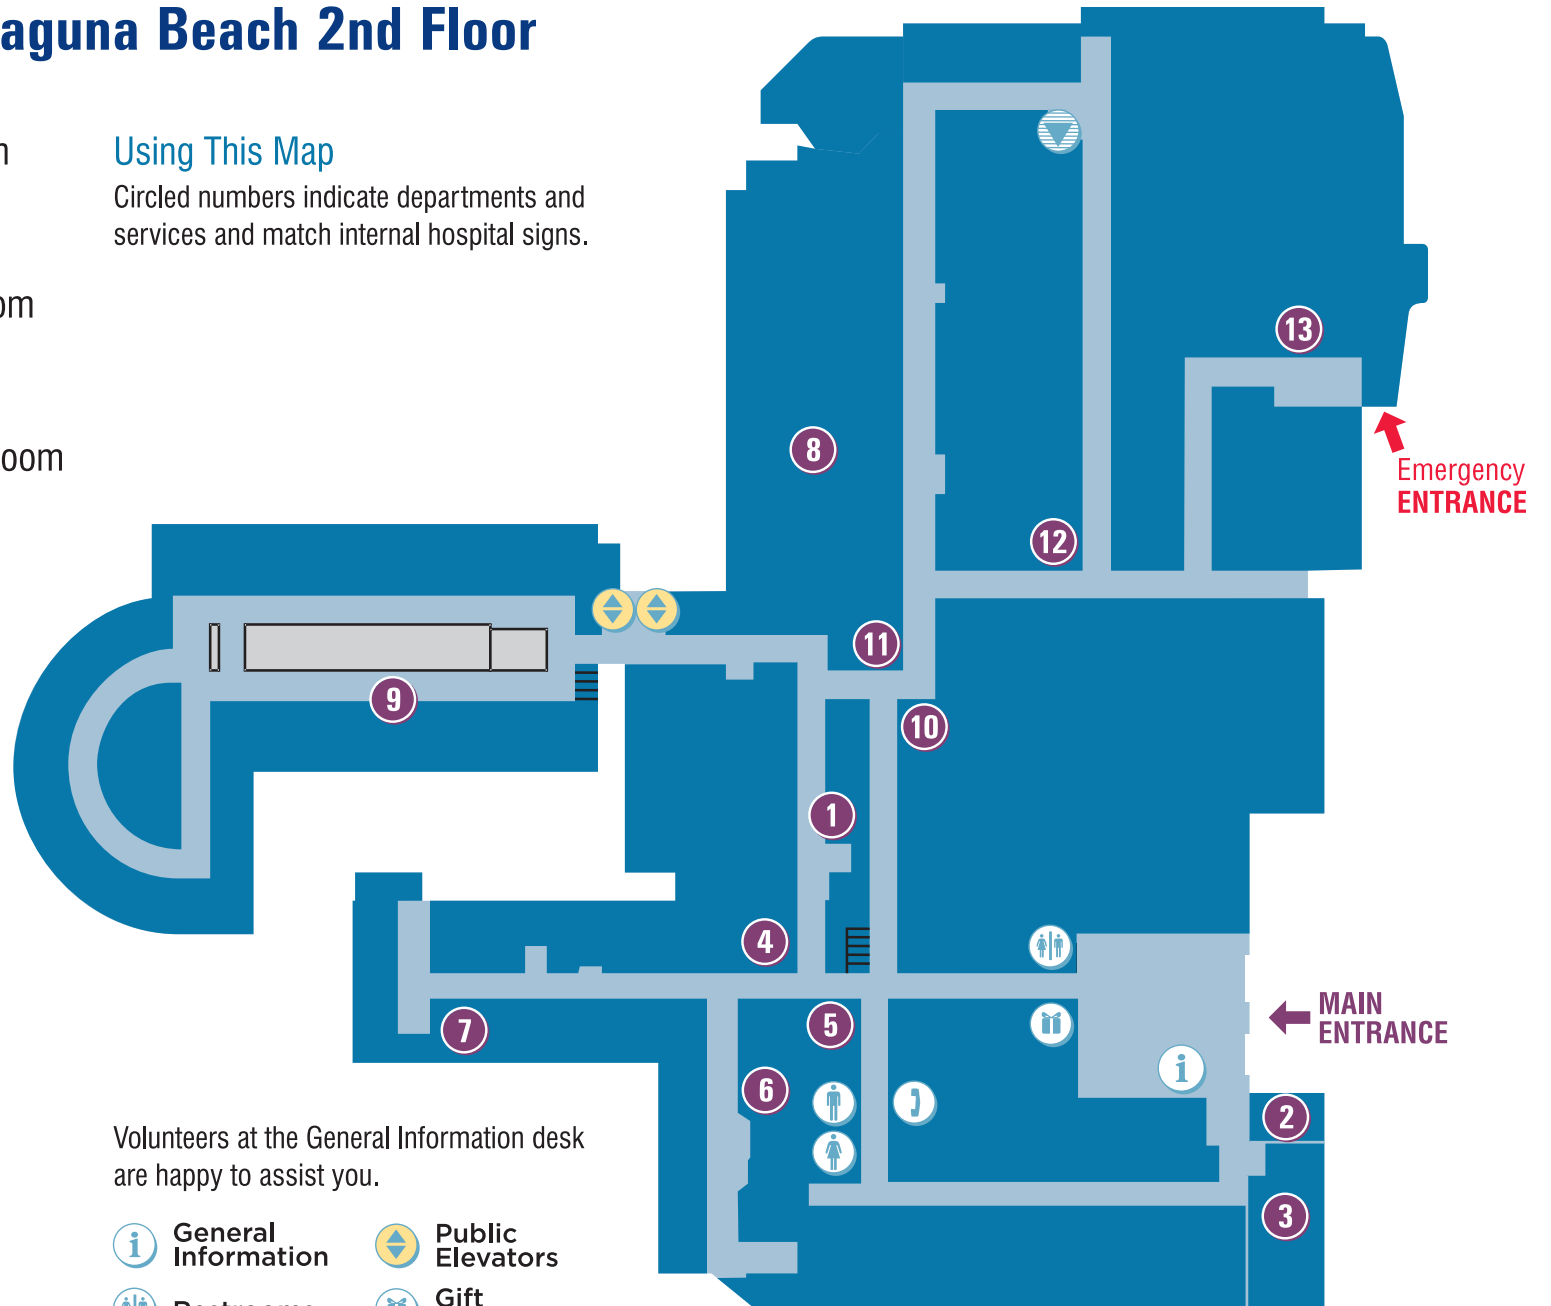 aguna Beach 2nd Floor
Using This Map
Circled numbers indicate departments and
services and match internal hospital signs.
om
oom
13
8
Emergency
ENTRANCE
12
11
9
10
1
4
MAIN
ENTRANCE
5
7
6
i
2
3
Volunteers at the General Information desk
are happy to assist you.
i General
Information
Public
Elevators
Gift